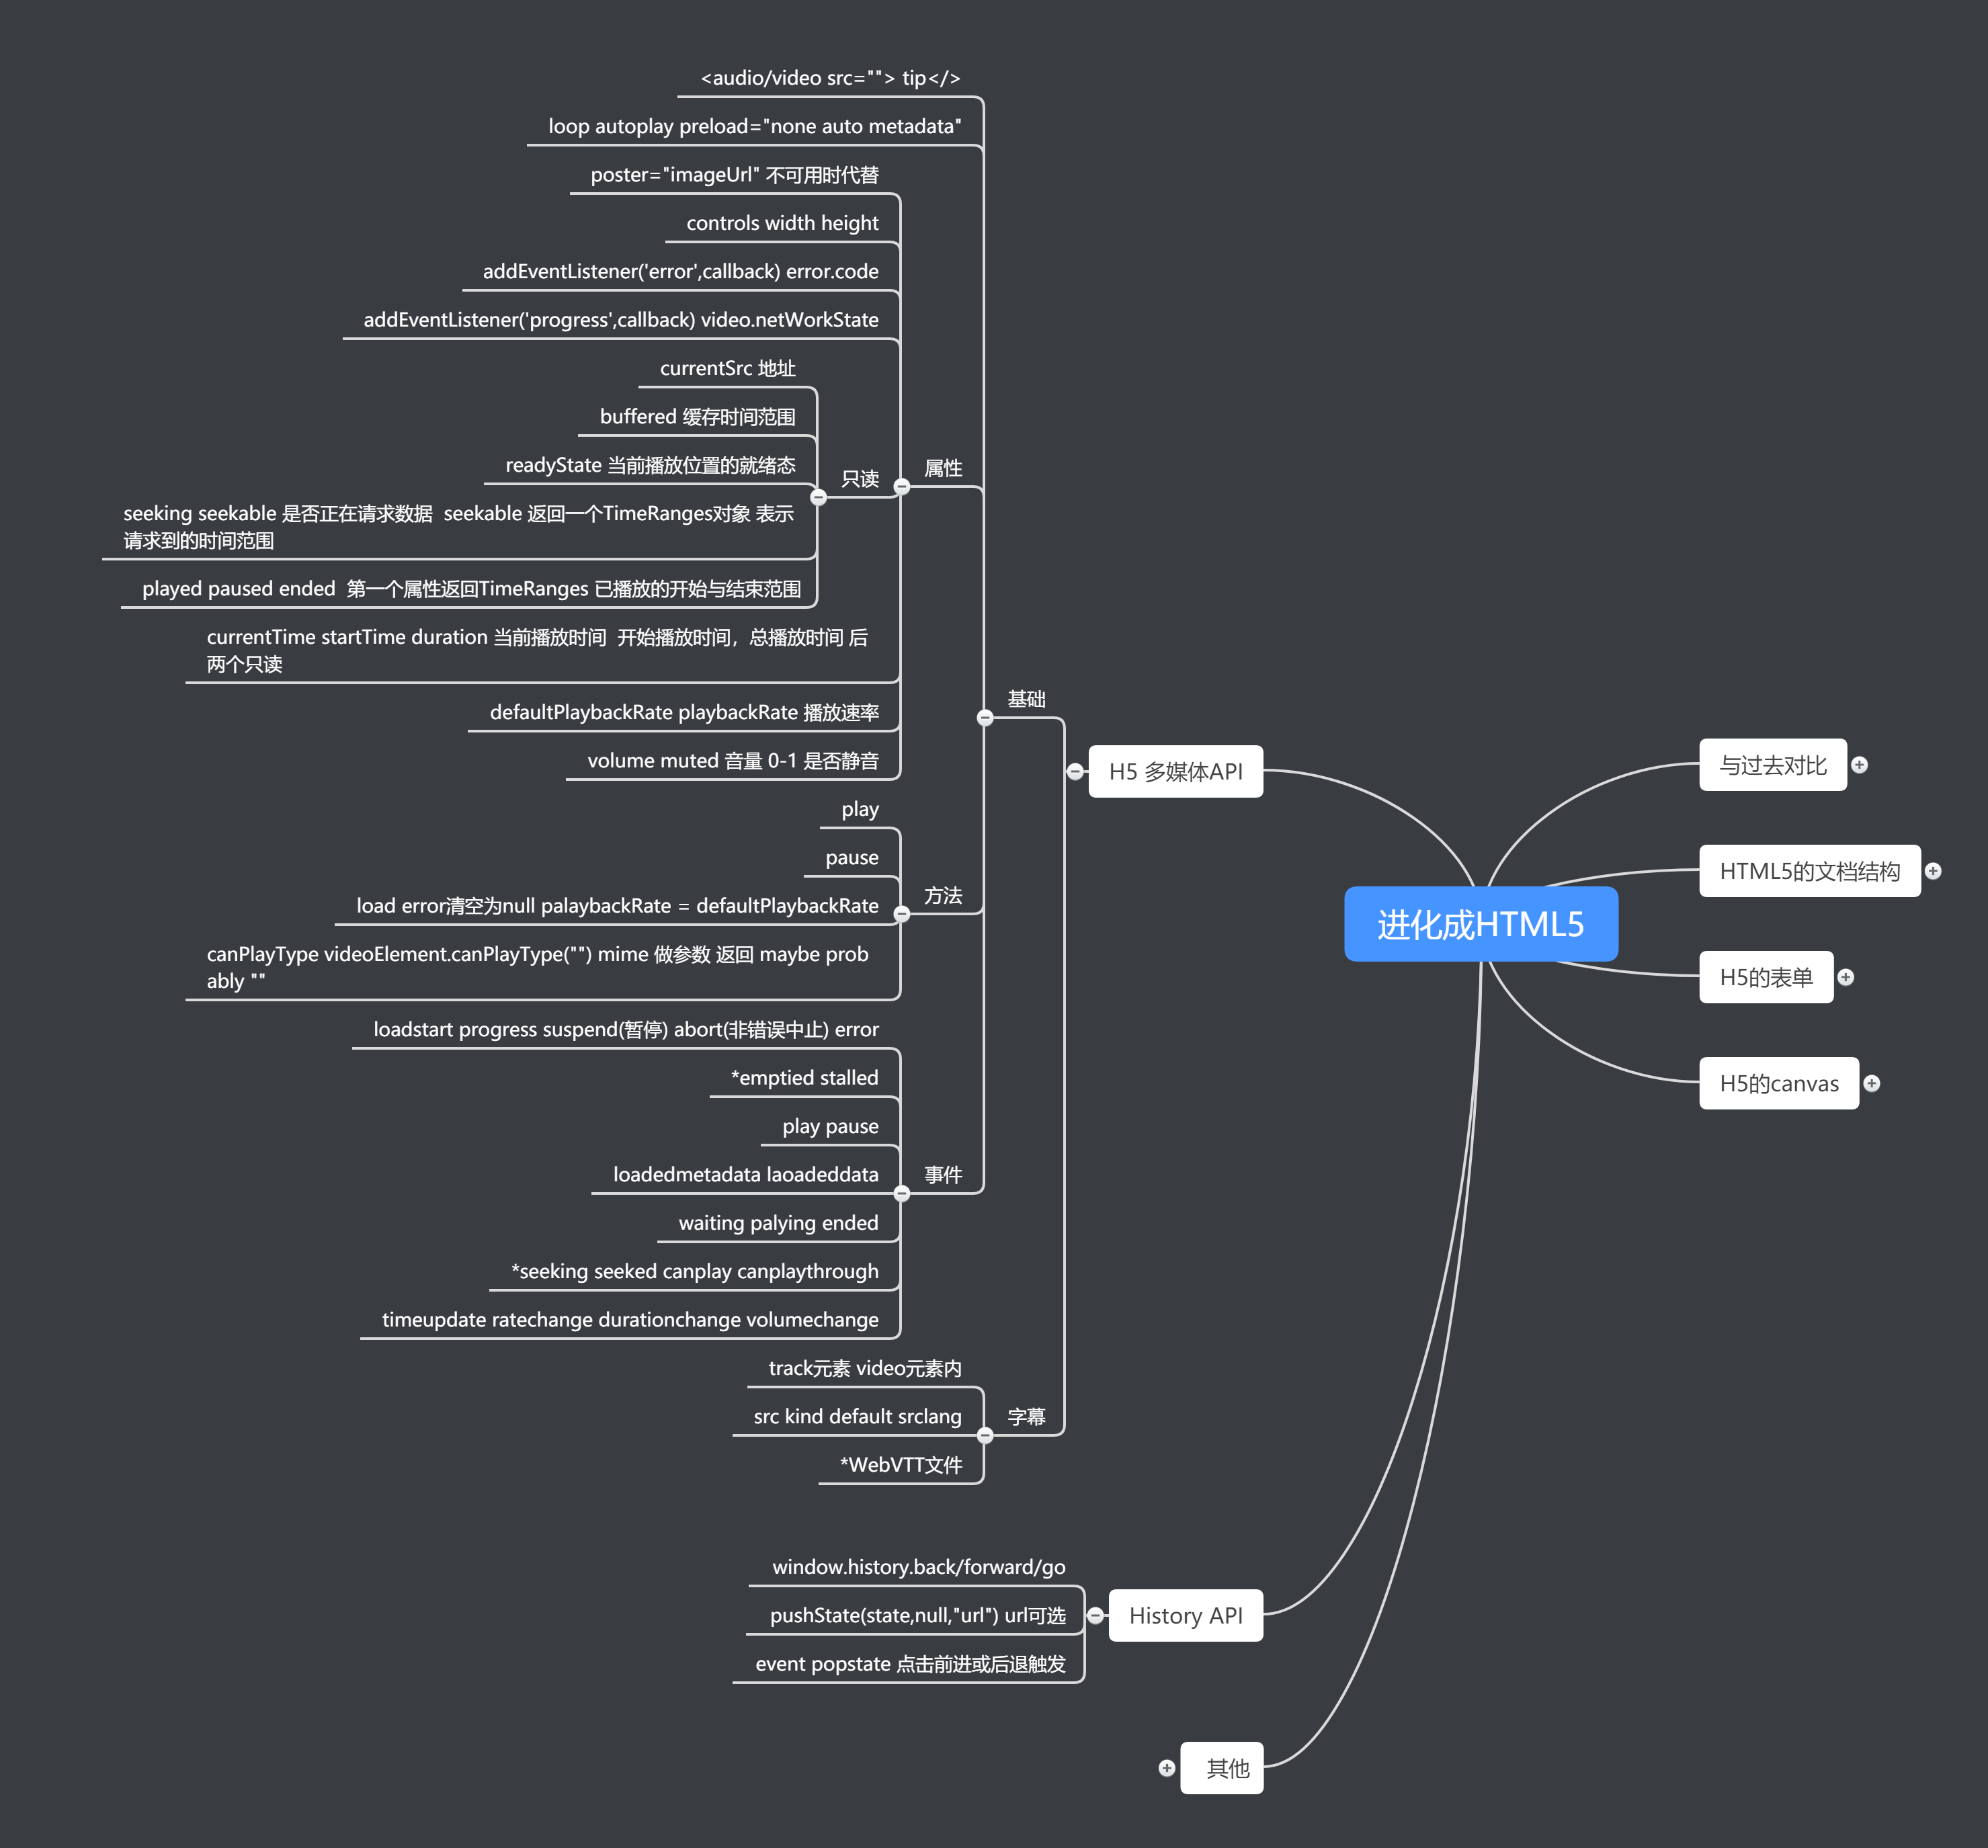 <audio/video src=""> tip</>
loop autoplay preload="none auto metadata"
poster="imageUrl" 不可用时代替
controls width height
addEventListener('error',callback) error.code
addEventListener('progress',callback) video.netWorkState
currentSrc 地址
buffered 缓存时间范围
readyState 当前播放位置的就绪态
seeking seekable 是否正在请求数据  seekable 返回一个TimeRanges对象 表示
请求到的时间范围
played paused ended  第一个属性返回TimeRanges 已播放的开始与结束范围
只读
currentTime startTime duration 当前播放时间  开始播放时间，总播放时间 后
两个只读
defaultPlaybackRate playbackRate 播放速率
volume muted 音量 0-1 是否静音
属性
play
pause
load error清空为null palaybackRate = defaultPlaybackRate
canPlayType videoElement.canPlayType("") mime 做参数 返回 maybe prob
ably ""
方法
loadstart progress suspend(暂停) abort(非错误中止) error
*emptied stalled
play pause
loadedmetadata laoadeddata
waiting palying ended
*seeking seeked canplay canplaythrough
timeupdate ratechange durationchange volumechange
事件
基础
track元素 video元素内
src kind default srclang
*WebVTT文件
字幕
H5 多媒体API
window.history.back/forward/go
pushState(state,null,"url") url可选
event popstate 点击前进或后退触发
History API
其他
进化成HTML5
与过去对比
HTML5的文档结构
H5的表单
H5的canvas